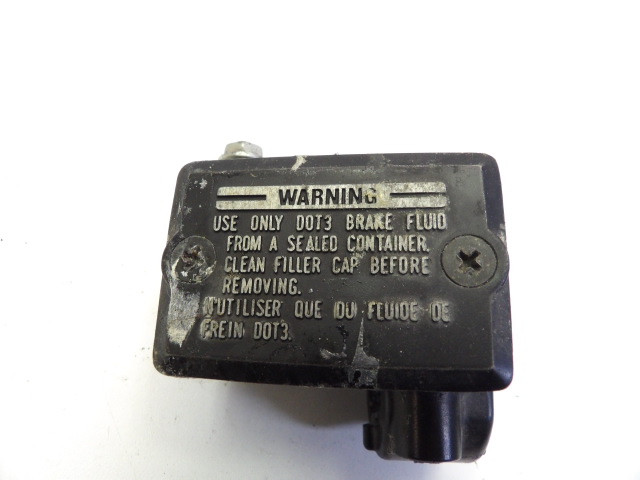 WARNING
USE ONLY DOT3 BRAKE FLUID
FROM A SEALED CONTAINER.
CLEAN FILLER CAP BEFORE
REMOVING.
N'UTILISER QUE DU FLUIDE DE
FREIN DOT3.